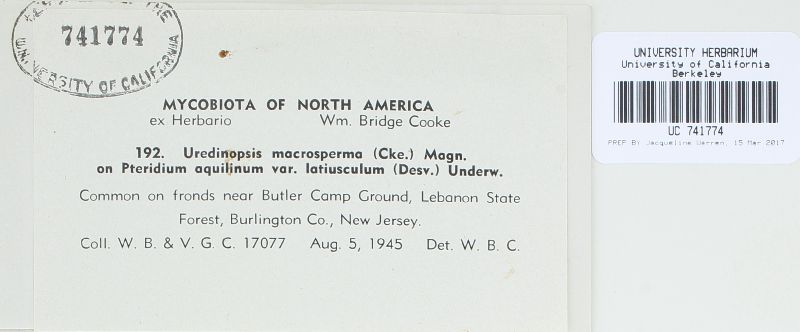 741774
UNIVERSITY OF CALIFORNIA
MYCOBIOTA OF NORTH AMERICA
ex Herbario Wm. Bridge Cooke
192. Uredinopsis macrosperma (Cke.) Magn.
on Pteridium aquilinum var. latiusculum (Desv.) Underw.
Common on fronds near Butler Camp Ground, Lebanon State
Forest, Burlington Co., New Jersey.
Coll. W. B. & V. G. C. 17077 Aug. 5, 1945 Det. W. B. C.
UNIVERSITY HERBARIUM
University of California
Berkeley
UC 741774
PREP BY Jacqueline Warren, 15 Mar 2017